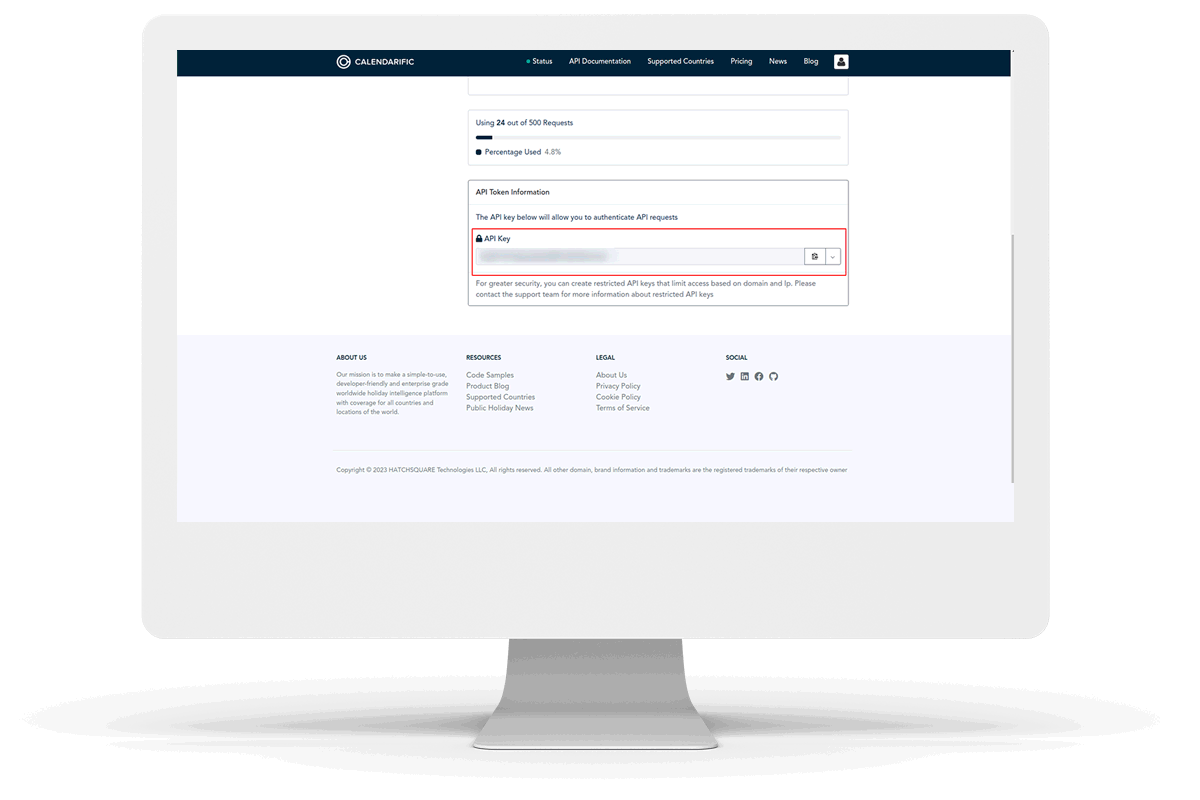 CALENDARIFIC
Status
API Documentation
Supported Countries
Pricing
News
Blog
Using 24 out of 500 Requests
Percentage Used 4.8%
API Token Information
The API key below will allow you to authenticate API requests
API Key
For greater security, you can create restricted API keys that limit access based on domain and Ip. Please
contact the support team for more information about restricted API keys
ABOUT US
Our mission is to make a simple-to-use,
developer-friendly and enterprise grade
worldwide holiday intelligence platform
with coverage for all countries and
locations of the world.
RESOURCES
Code Samples
Product Blog
Supported Countries
Public Holiday News
LEGAL
About Us
Privacy Policy
Cookie Policy
Terms of Service
SOCIAL
Copyright © 2023 HATCHSQUARE Technologies LLC, All rights reserved. All other domain, brand information and trademarks are the registered trademarks of their respective owner